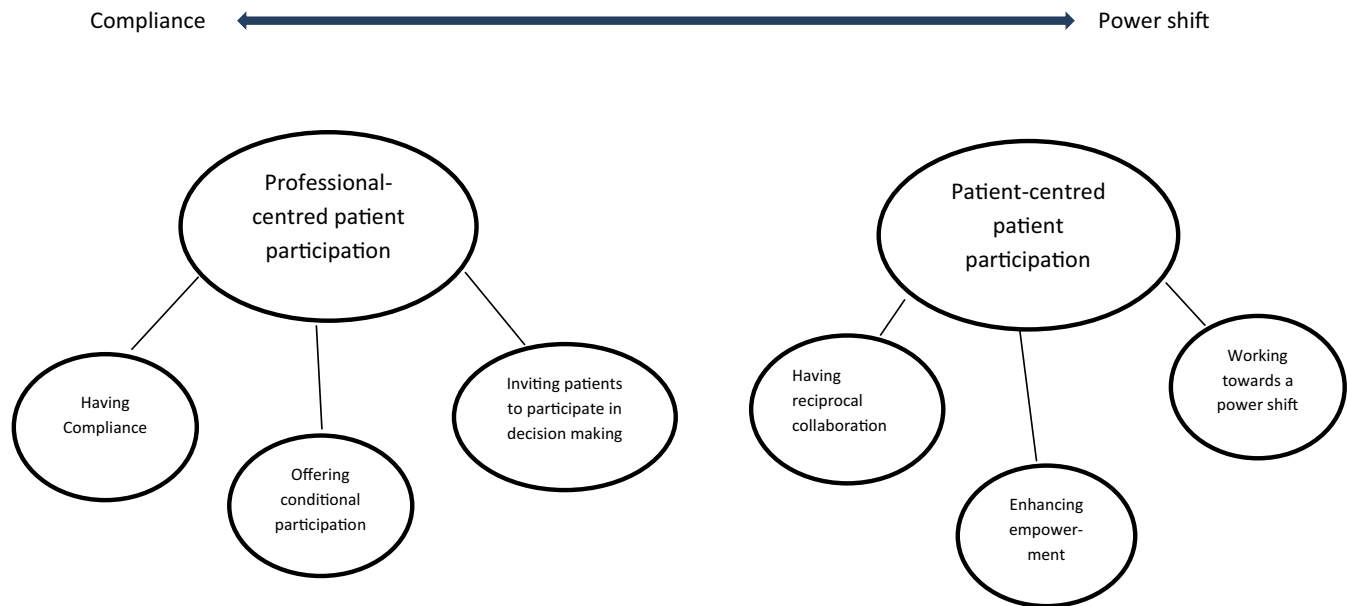 Compliance
Power shift
Professional-
centred patient
participation
Patient-centred
patient
participation
Having
Compliance
Offering
conditional
participation
Inviting patients
to participate in
decision making
Having
reciprocal
collaboration
Enhancing
empower-
ment
Working
towards a
power shift